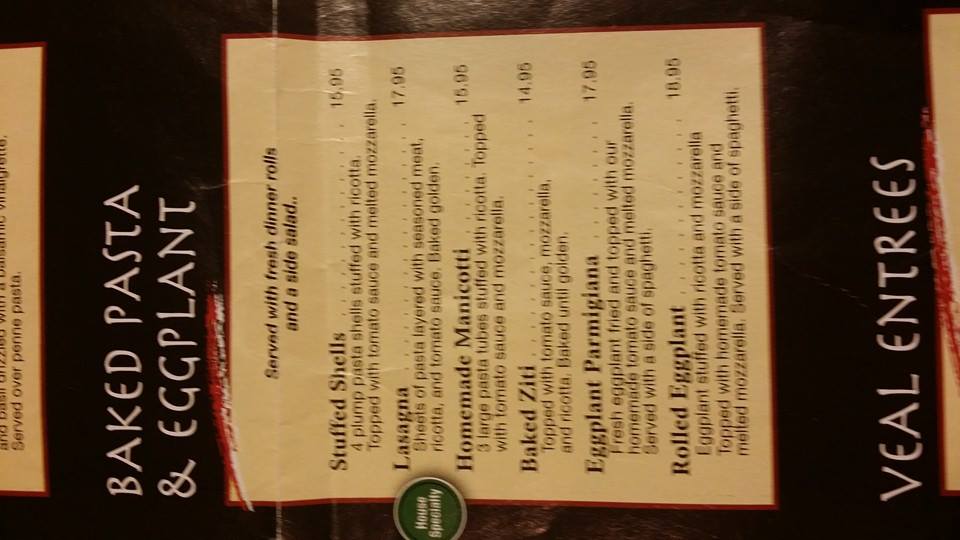 and basil drizzled with a balsamic vinaigrette.
Served over penne pasta.
BAKED PASTA
& EGGPLANT
Served with fresh dinner rolls
and a side salad..
Stuffed Shells . . . . . . . . . . . . . . . . . 15.95
4 plump pasta shells stuffed with ricotta.
Topped with tomato sauce and melted mozzarella.
Lasagna . . . . . . . . . . . . . . . . . . . . 17.95
Sheets of pasta layered with seasoned meat,
ricotta, and tomato sauce. Baked golden.
House
Specialty
Homemade Manicotti . . . . . . . . . . . . 15.95
3 large pasta tubes stuffed with ricotta. Topped
with tomato sauce and mozzarella.
Baked Ziti . . . . . . . . . . . . . . . . . . . 14.95
Topped with tomato sauce, mozzarella,
and ricotta. Baked until golden.
Eggplant Parmigiana . . . . . . . . . . . . 17.95
Fresh eggplant fried and topped with our
homemade tomato sauce and melted mozzarella.
Served with a side of spaghetti.
Rolled Eggplant . . . . . . . . . . . . . . . 18.95
Eggplant stuffed with ricotta and mozzarella
Topped with homemade tomato sauce and
melted mozzarella. Served with a side of spaghetti.
VEAL ENTREES